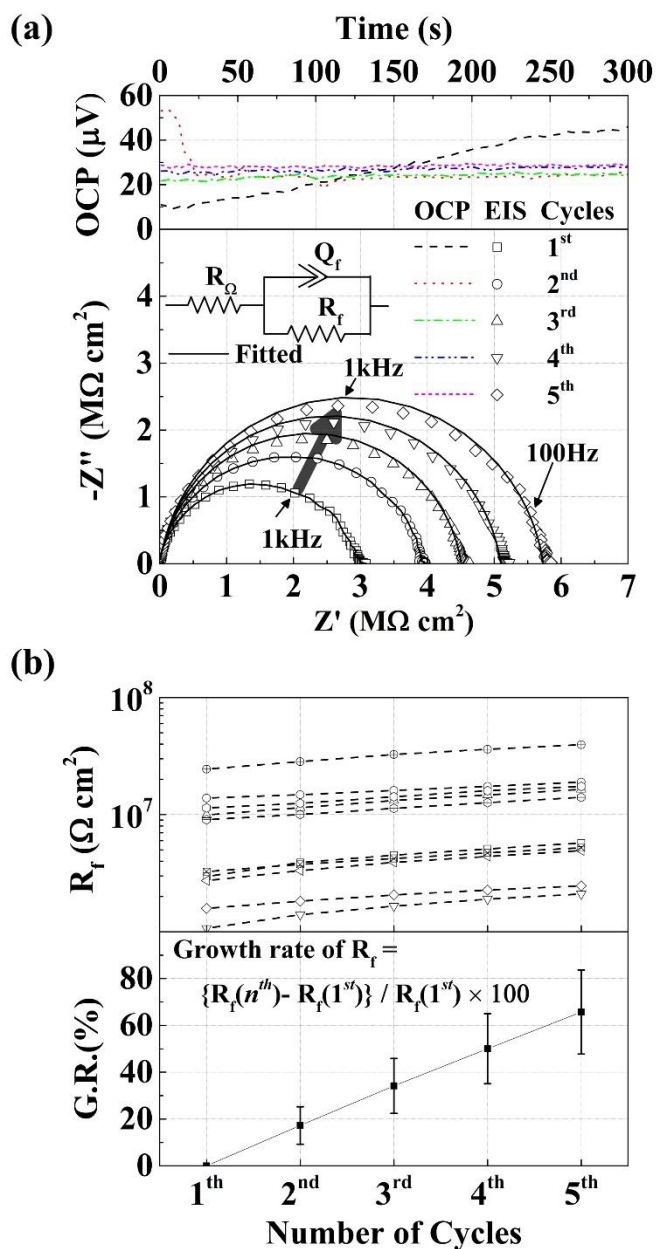 (a)
Time (s)
0 50 100 150 200 250 300
OCP (μV)
60
40
20
0
OCP EIS Cycles
1st
2nd
3rd
4th
5th
-Z'' (MΩ cm²)
4
3
2
1
0
RΩ
Qf
Rf
Fitted
1kHz
1kHz
100Hz
0 1 2 3 4 5 6 7
Z' (MΩ cm²)
(b)
Rf (Ω cm²)
10⁸
10⁷
Growth rate of Rf =
{Rf(nth)- Rf(1st)} / Rf(1st) × 100
G.R.(%)
80
60
40
20
0
1th 2nd 3rd 4th 5th
Number of Cycles